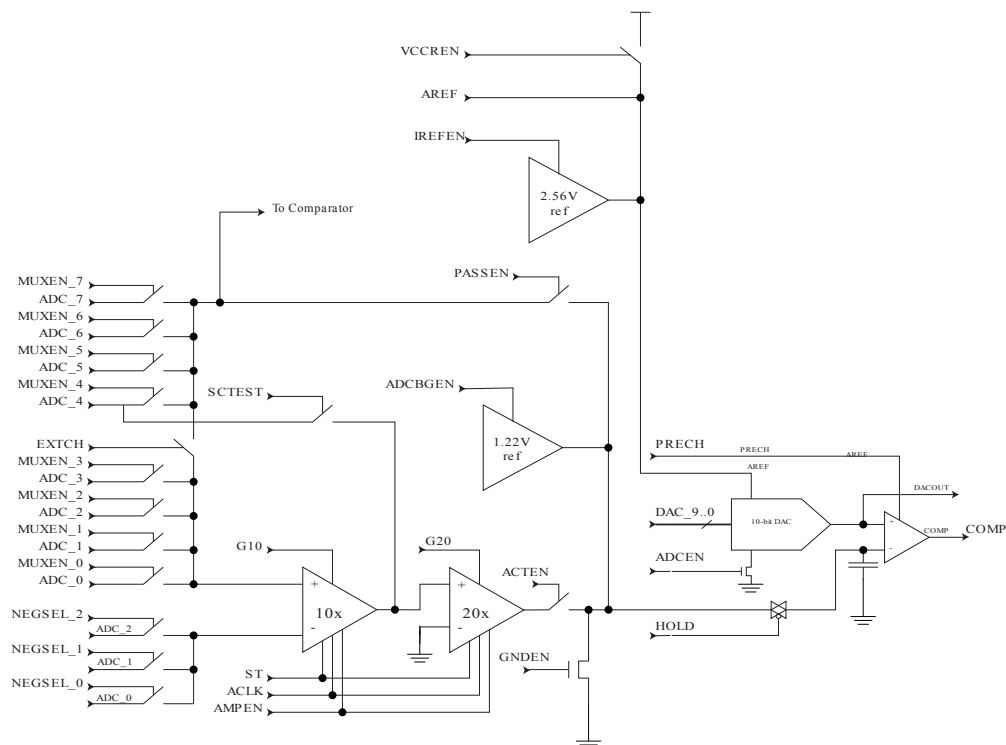 VCCREN
AREF
IREFEN
2.56V
ref
To Comparator
PASSEN
MUXEN_7
ADC_7
MUXEN_6
ADC_6
MUXEN_5
ADC_5
MUXEN_4
ADC_4
SCTEST
ADCBGEN
1.22V
ref
EXTCH
MUXEN_3
ADC_3
MUXEN_2
ADC_2
MUXEN_1
ADC_1
MUXEN_0
ADC_0
PRECH
PRECH
AREF
AREF
DACOUT
DAC_9..0
10-bit DAC
+
-
COMP
COMP
ADCEN
G10
+
10x
-
G20
+
20x
-
ACTEN
HOLD
GNDEN
NEGSEL_2
ADC_2
NEGSEL_1
ADC_1
NEGSEL_0
ADC_0
ST
ACLK
AMPEN